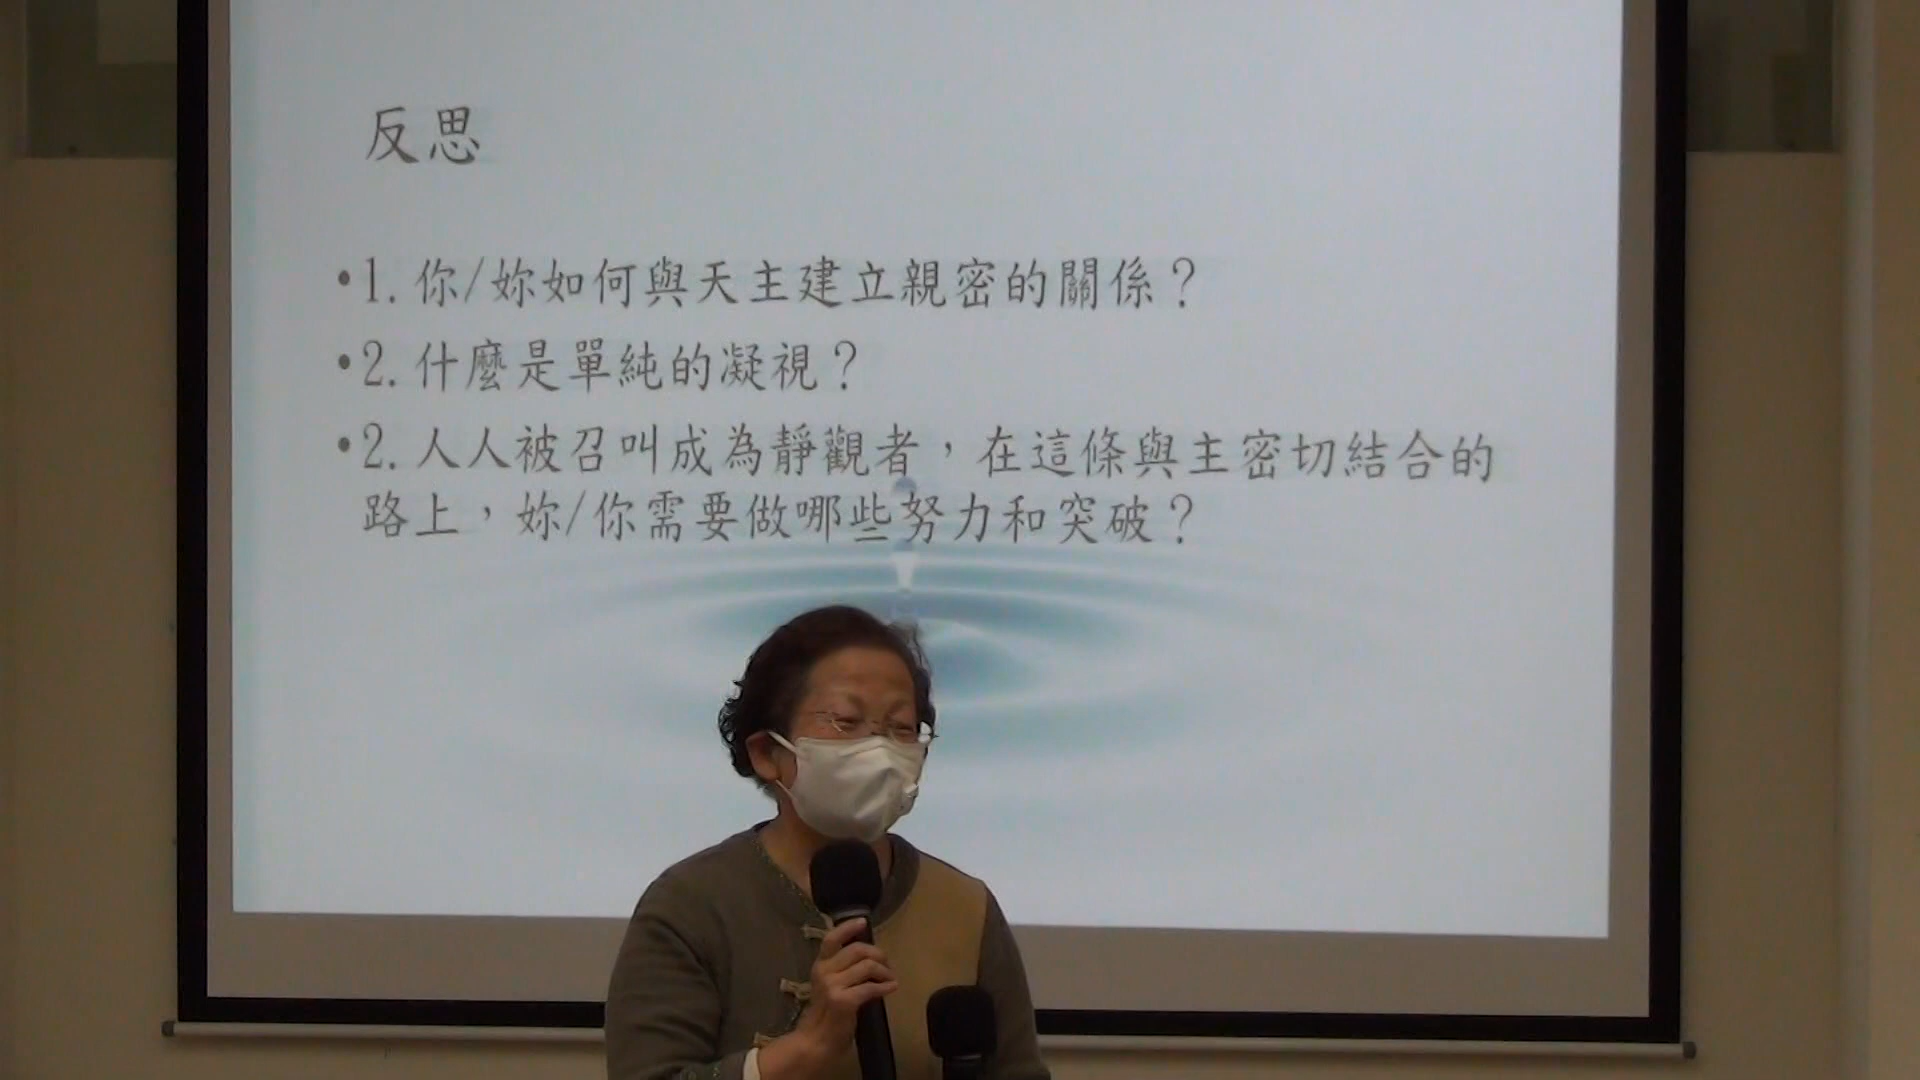 反思
•1. 你/妳如何與天主建立親密的關係？
•2. 什麼是單純的凝視？
•2. 人人被召叫成為靜觀者，在這條與主密切結合的
路上，妳/你需要做哪些努力和突破？